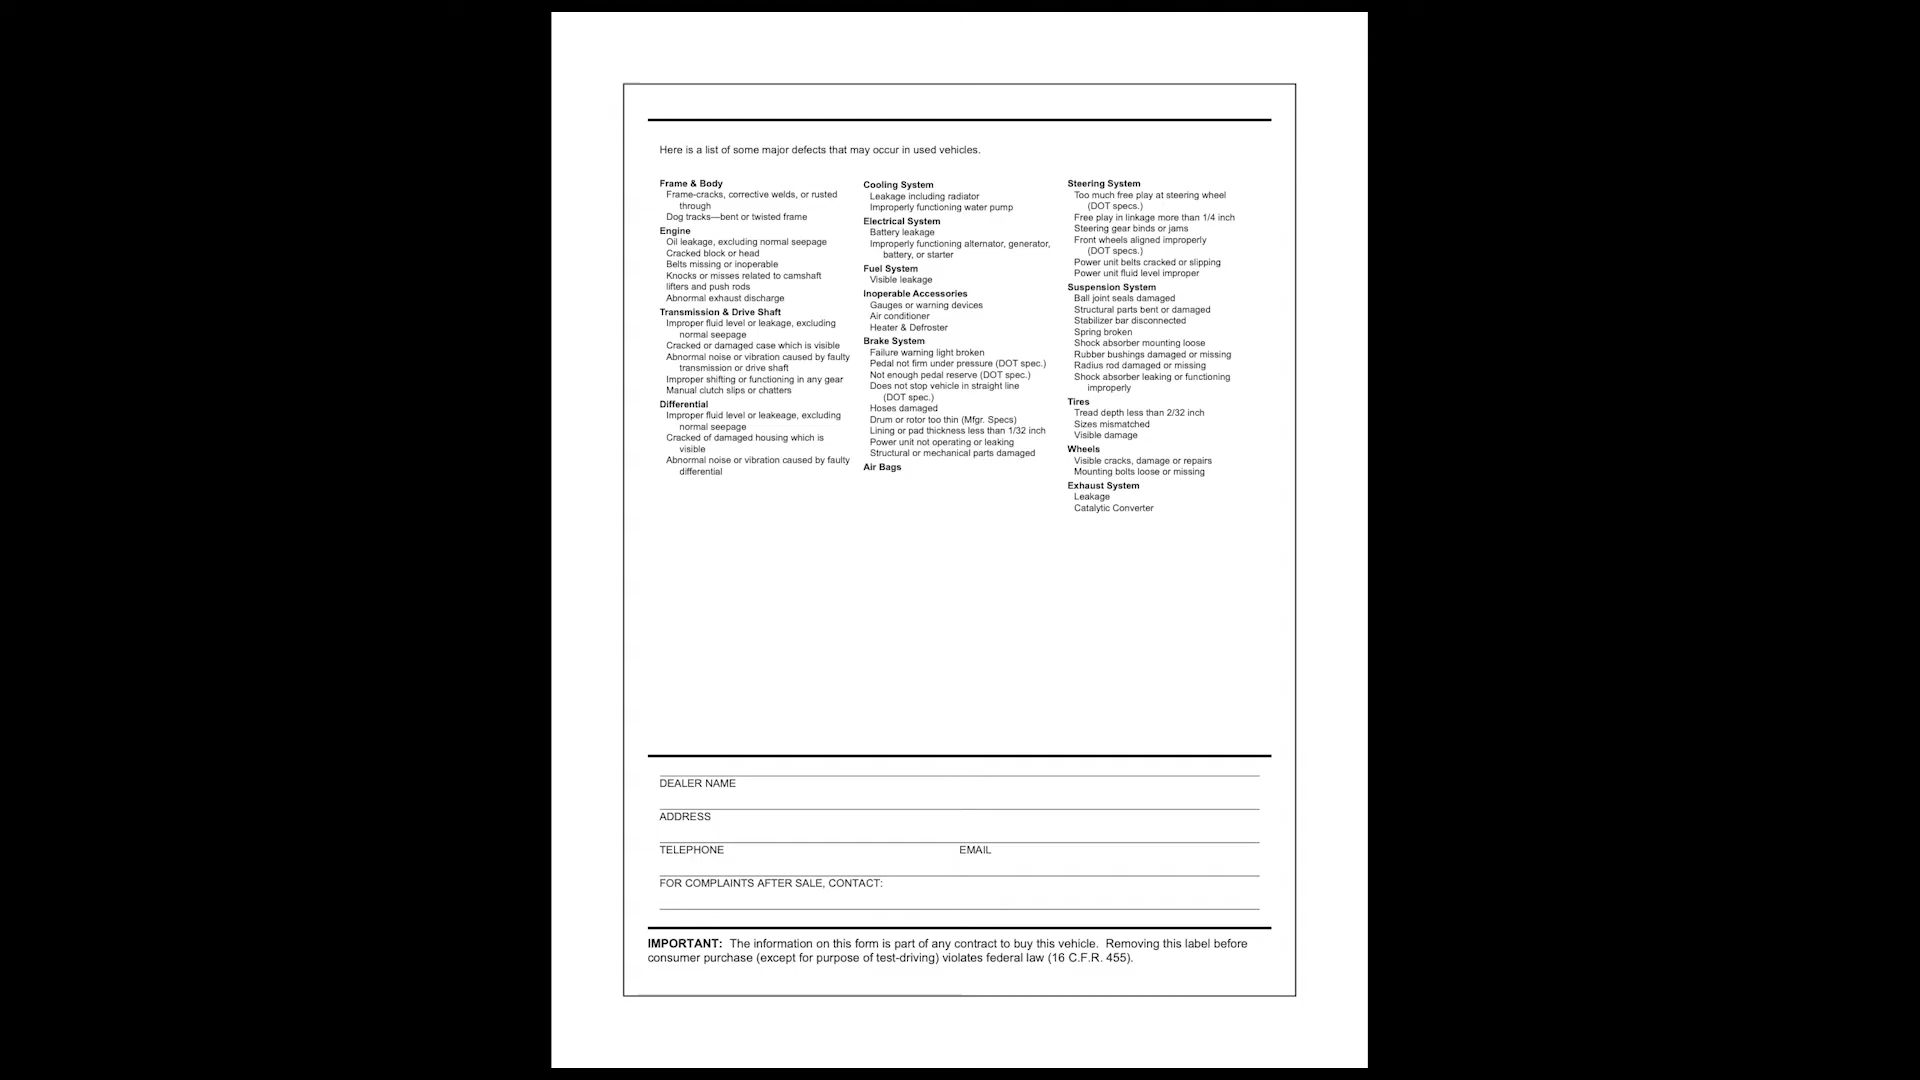 Here is a list of some major defects that may occur in used vehicles.
Frame & Body
Frame-cracks, corrective welds, or rusted
through
Dog tracks—bent or twisted frame
Engine
Oil leakage, excluding normal seepage
Cracked block or head
Belts missing or inoperable
Knocks or misses related to camshaft
lifters and push rods
Abnormal exhaust discharge
Transmission & Drive Shaft
Improper fluid level or leakage, excluding
normal seepage
Cracked or damaged case which is visible
Abnormal noise or vibration caused by faulty
transmission or drive shaft
Improper shifting or functioning in any gear
Manual clutch slips or chatters
Differential
Improper fluid level or leakeage, excluding
normal seepage
Cracked of damaged housing which is
visible
Abnormal noise or vibration caused by faulty
differential
Cooling System
Leakage including radiator
Improperly functioning water pump
Electrical System
Battery leakage
Improperly functioning alternator, generator,
battery, or starter
Fuel System
Visible leakage
Inoperable Accessories
Gauges or warning devices
Air conditioner
Heater & Defroster
Brake System
Failure warning light broken
Pedal not firm under pressure (DOT spec.)
Not enough pedal reserve (DOT spec.)
Does not stop vehicle in straight line
(DOT spec.)
Hoses damaged
Drum or rotor too thin (Mfgr. Specs)
Lining or pad thickness less than 1/32 inch
Power unit not operating or leaking
Structural or mechanical parts damaged
Air Bags
Steering System
Too much free play at steering wheel
(DOT specs.)
Free play in linkage more than 1/4 inch
Steering gear binds or jams
Front wheels aligned improperly
(DOT specs.)
Power unit belts cracked or slipping
Power unit fluid level improper
Suspension System
Ball joint seals damaged
Structural parts bent or damaged
Stabilizer bar disconnected
Spring broken
Shock absorber mounting loose
Rubber bushings damaged or missing
Radius rod damaged or missing
Shock absorber leaking or functioning
improperly
Tires
Tread depth less than 2/32 inch
Sizes mismatched
Visible damage
Wheels
Visible cracks, damage or repairs
Mounting bolts loose or missing
Exhaust System
Leakage
Catalytic Converter
DEALER NAME
ADDRESS
TELEPHONE EMAIL
FOR COMPLAINTS AFTER SALE, CONTACT:
IMPORTANT: The information on this form is part of any contract to buy this vehicle. Removing this label before
consumer purchase (except for purpose of test-driving) violates federal law (16 C.F.R. 455).